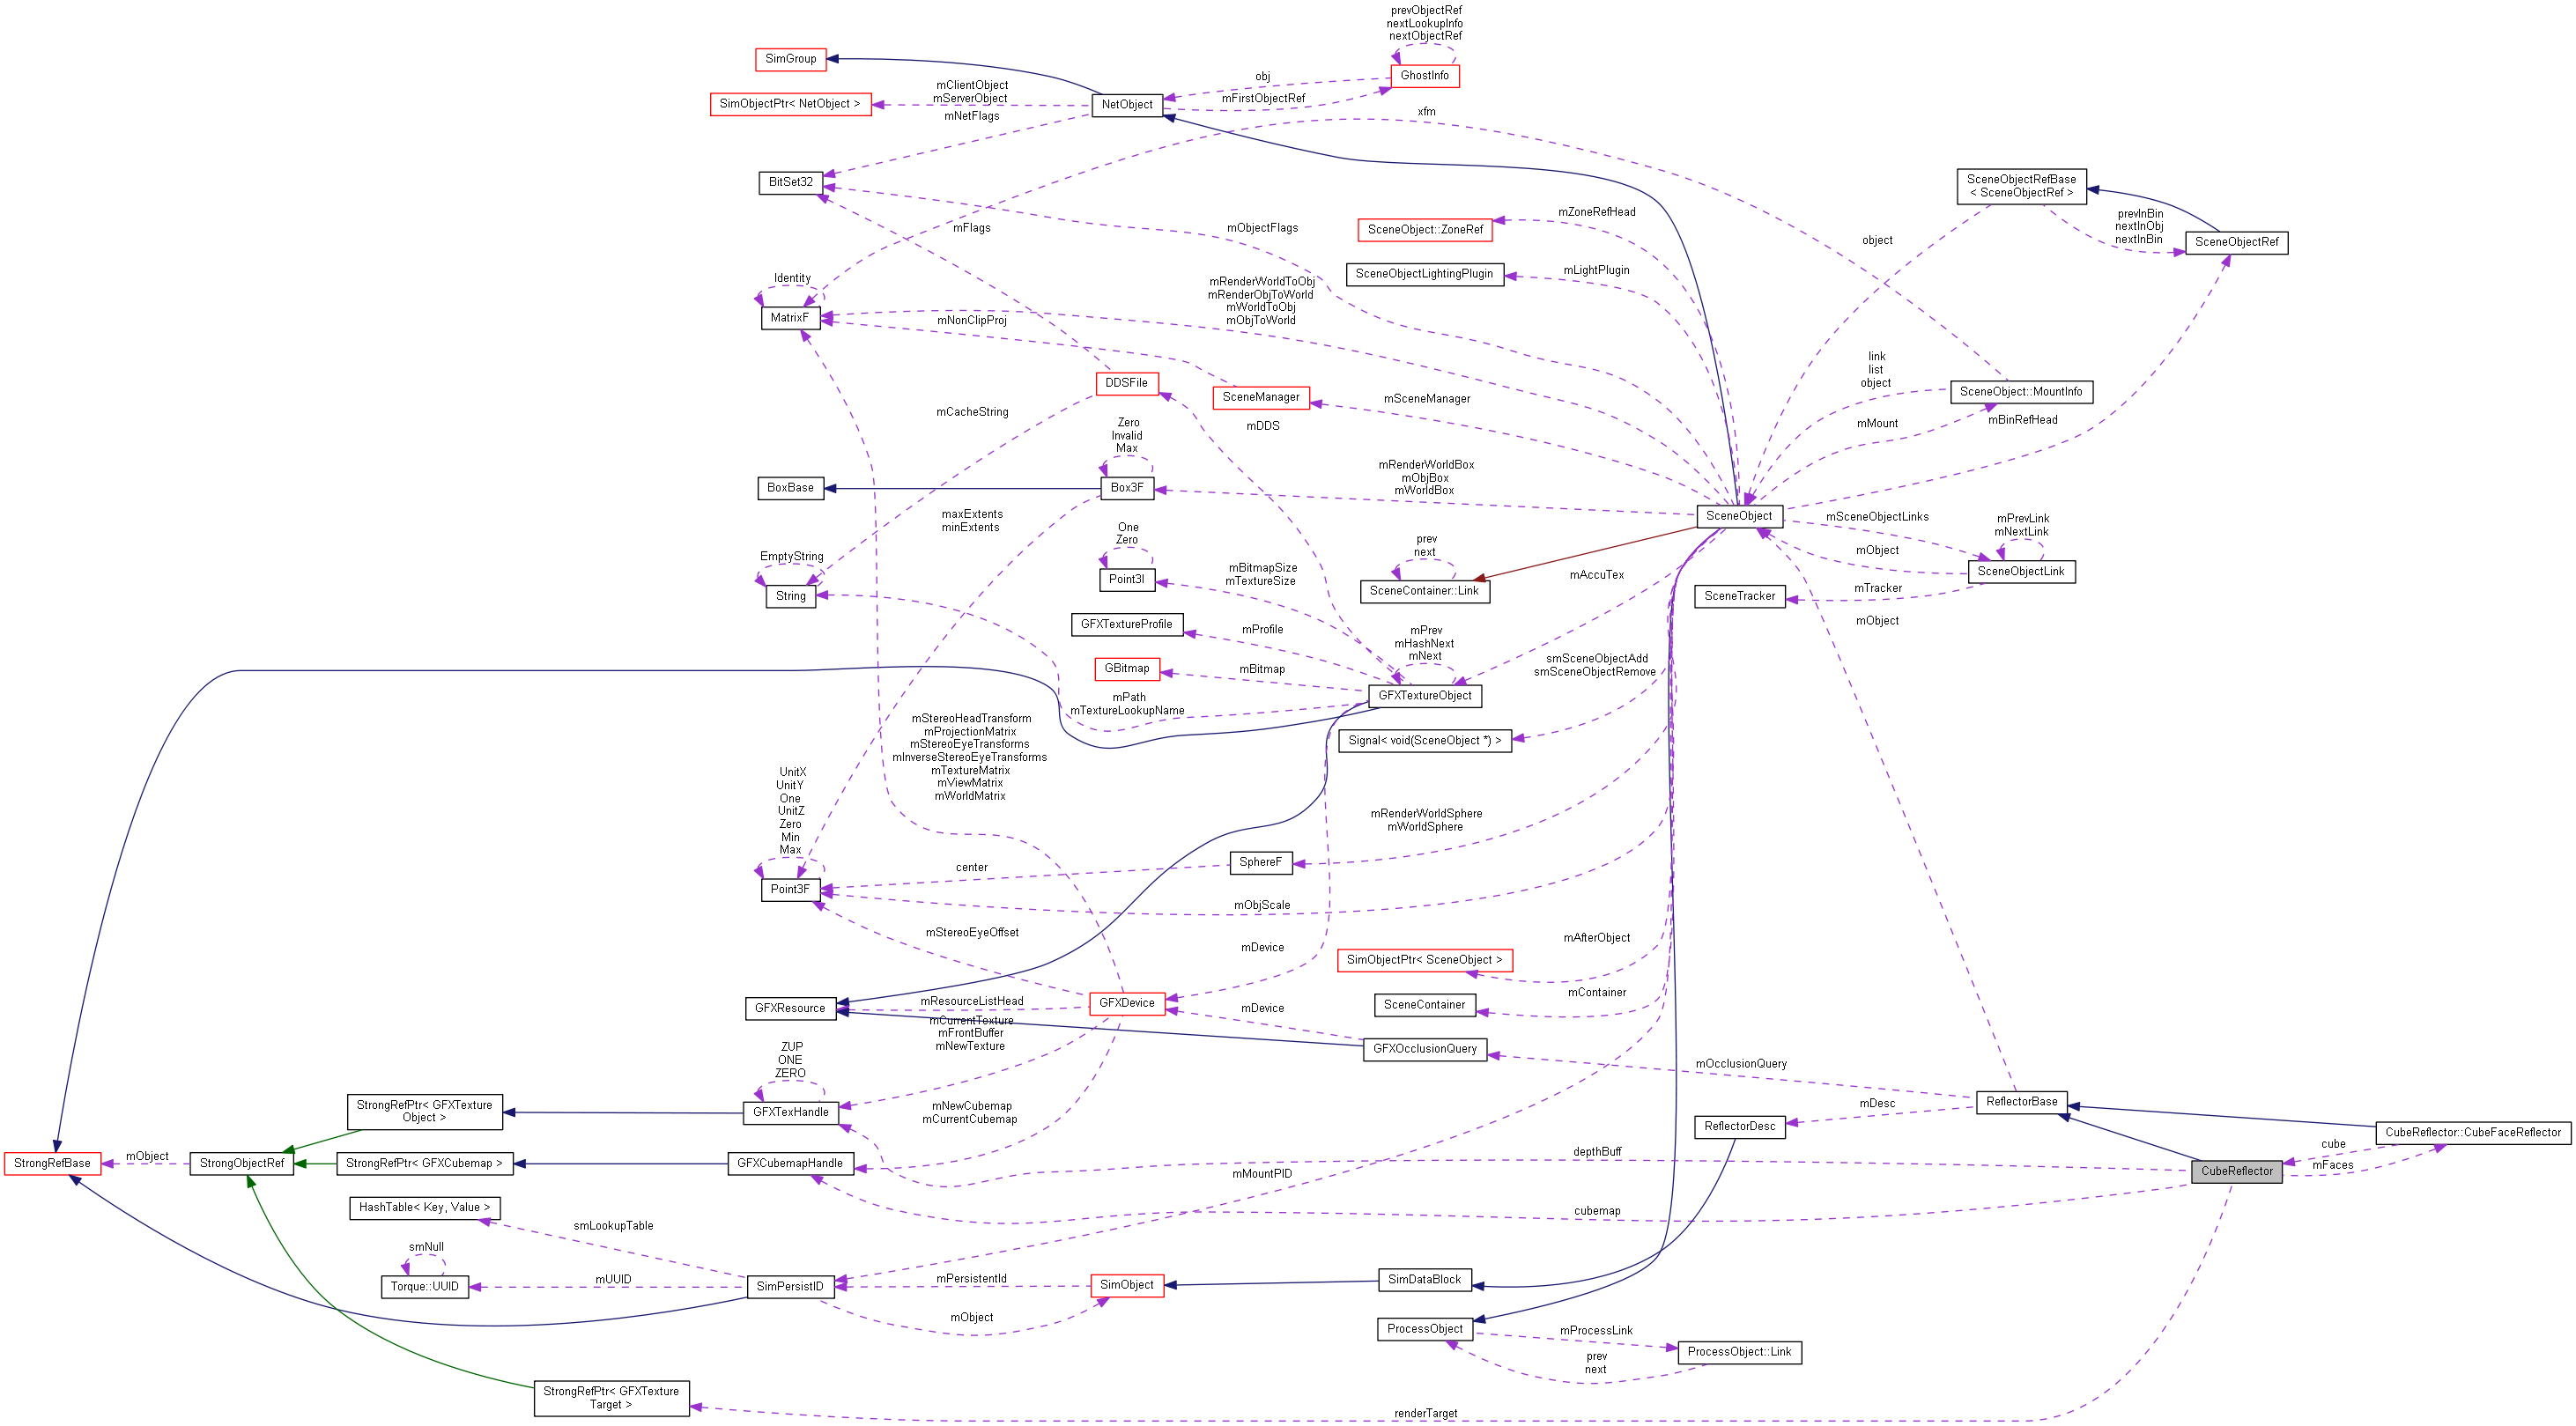 prevObjectRef
nextLookupInfo
nextObjectRef
SimGroup
GhostInfo
obj
mClientObject
mServerObject
SimObjectPtr< NetObject >
NetObject
mFirstObjectRef
mNetFlags
xfm
BitSet32
SceneObjectRefBase
< SceneObjectRef >
prevInBin
nextInObj
nextInBin
SceneObjectRef
mZoneRefHead
SceneObject::ZoneRef
mFlags
mObjectFlags
object
SceneObjectLightingPlugin
mLightPlugin
Identity
MatrixF
mRenderWorldToObj
mRenderObjToWorld
mWorldToObj
mObjToWorld
mNonClipProj
link
list
object
DDSFile
SceneManager
SceneObject::MountInfo
mCacheString
mSceneManager
mDDS
mMount
mBinRefHead
Zero
Invalid
Max
BoxBase
Box3F
mRenderWorldBox
mObjBox
mWorldBox
SceneObject
mSceneObjectLinks
mPrevLink
mNextLink
maxExtents
minExtents
One
Zero
prev
next
mObject
SceneObjectLink
EmptyString
String
Point3I
mBitmapSize
mTextureSize
mAccuTex
SceneContainer::Link
SceneTracker
mTracker
mObject
GFXTextureProfile
mProfile
mPrev
mHashNext
mNext
GBitmap
mBitmap
GFXTextureObject
smSceneObjectAdd
smSceneObjectRemove
mPath
mTextureLookupName
mStereoHeadTransform
mProjectionMatrix
mStereoEyeTransforms
mInverseStereoEyeTransforms
mTextureMatrix
mViewMatrix
mWorldMatrix
Signal< void(SceneObject *) >
UnitX
UnitY
One
UnitZ
Zero
Min
Max
mRenderWorldSphere
mWorldSphere
Point3F
center
SphereF
mObjScale
mStereoEyeOffset
mDevice
mAfterObject
SimObjectPtr< SceneObject >
GFXResource
mResourceListHead
GFXDevice
SceneContainer
mContainer
mDevice
mCurrentTexture
mFrontBuffer
mNewTexture
GFXOcclusionQuery
mOcclusionQuery
ZUP
ONE
ZERO
StrongRefPtr< GFXTexture
Object >
GFXTexHandle
mNewCubemap
mCurrentCubemap
ReflectorBase
mDesc
ReflectorDesc
CubeReflector::CubeFaceReflector
StrongRefBase
mObject
StrongObjectRef
StrongRefPtr< GFXCubemap >
GFXCubemapHandle
depthBuff
cube
mFaces
CubeReflector
mMountPID
HashTable< Key, Value >
cubemap
smLookupTable
smNull
Torque::UUID
mUUID
SimPersistID
mPersistentId
SimObject
SimDataBlock
mObject
ProcessObject
mProcessLink
ProcessObject::Link
prev
next
StrongRefPtr< GFXTexture
Target >
renderTarget